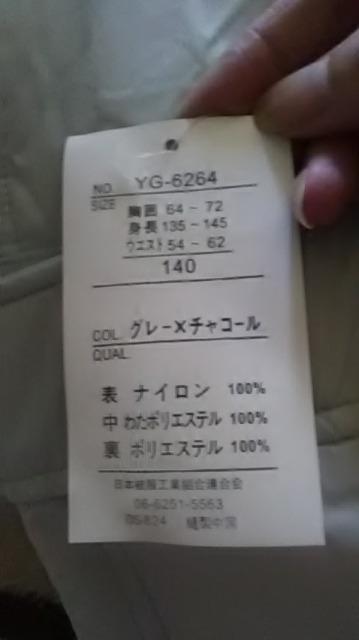 NO. YG-6264
SIZE 胸囲 64～72
身長 135～145
ウエスト 54～62
140
COL. グレー×チャコール
QUAL.
表 ナイロン 100%
中 わたポリエステル 100%
裏 ポリエステル 100%
日本被服工業組合連合会
06-6251-5563
05824 縫製中国